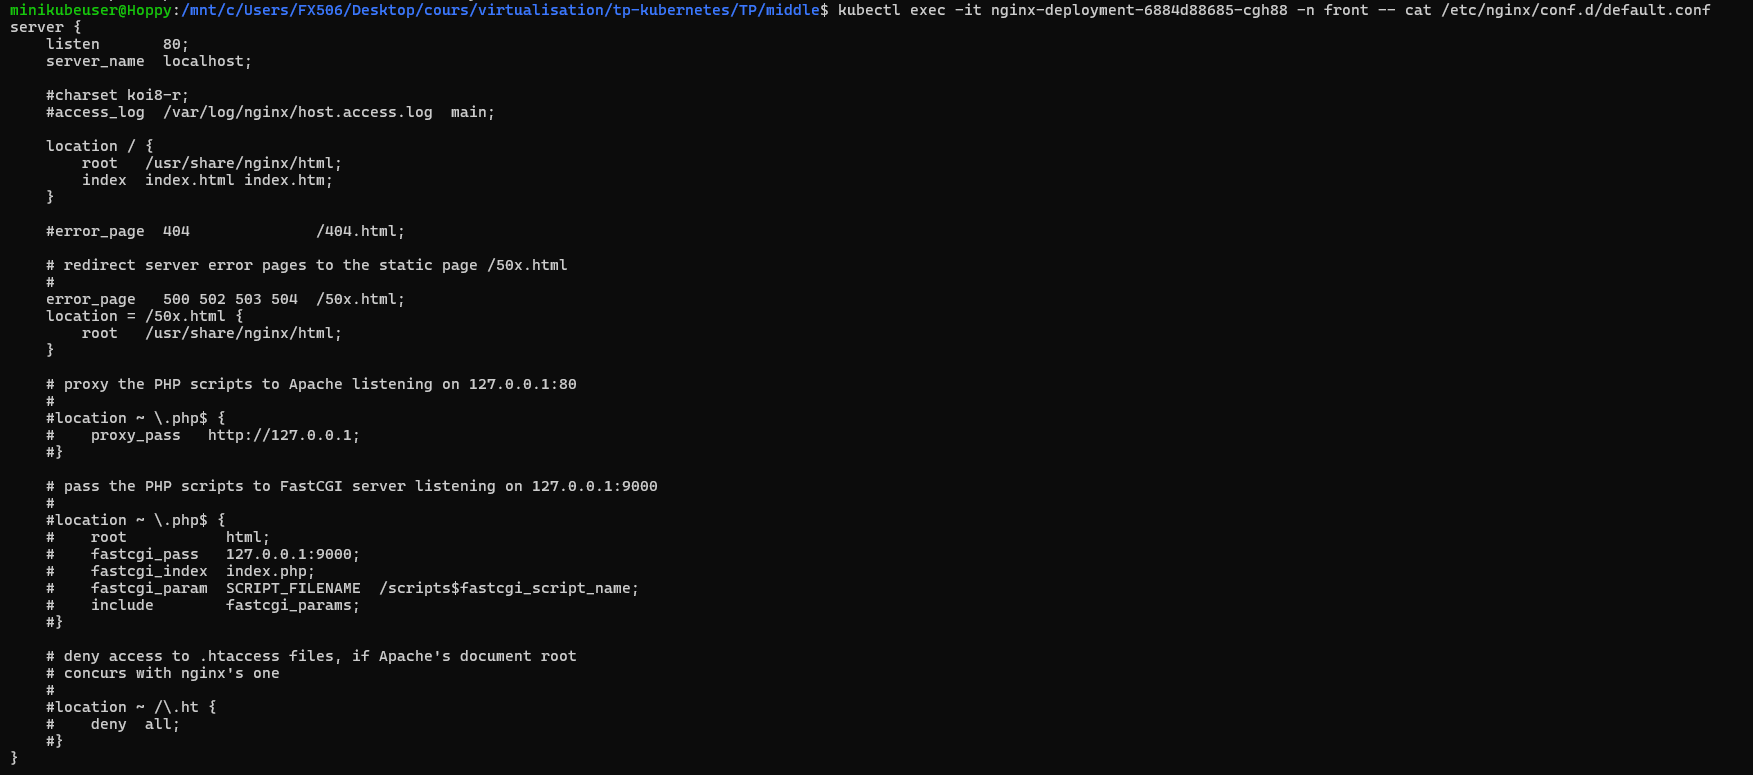 minikubeuser@Hoppy:/mnt/c/Users/FX506/Desktop/cours/virtualisation/tp-kubernetes/TP/middle$ kubectl exec -it nginx-deployment-6884d88685-cgh88 -n front -- cat /etc/nginx/conf.d/default.conf
server {
    listen       80;
    server_name  localhost;

    #charset koi8-r;
    #access_log  /var/log/nginx/host.access.log  main;

    location / {
        root   /usr/share/nginx/html;
        index  index.html index.htm;
    }

    #error_page  404              /404.html;

    # redirect server error pages to the static page /50x.html
    #
    error_page   500 502 503 504  /50x.html;
    location = /50x.html {
        root   /usr/share/nginx/html;
    }

    # proxy the PHP scripts to Apache listening on 127.0.0.1:80
    #
    #location ~ \.php$ {
    #    proxy_pass   http://127.0.0.1;
    #}

    # pass the PHP scripts to FastCGI server listening on 127.0.0.1:9000
    #
    #location ~ \.php$ {
    #    root           html;
    #    fastcgi_pass   127.0.0.1:9000;
    #    fastcgi_index  index.php;
    #    fastcgi_param  SCRIPT_FILENAME  /scripts$fastcgi_script_name;
    #    include        fastcgi_params;
    #}

    # deny access to .htaccess files, if Apache's document root
    # concurs with nginx's one
    #
    #location ~ /\.ht {
    #    deny  all;
    #}
}